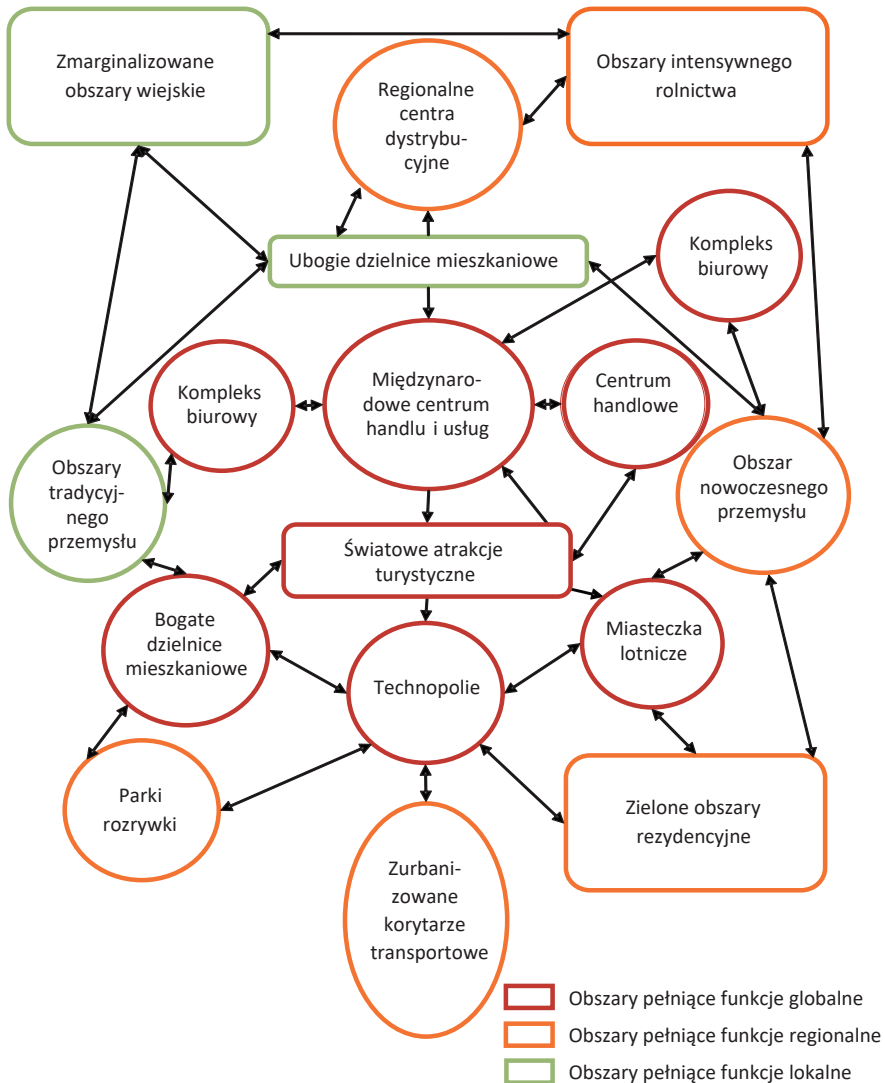 Zmarginalizowane
obszary wiejskie
Obszary intensywnego
rolnictwa
Regionalne
centra
dystrybu-
cyjne
Kompleks
biurowy
Ubogie dzielnice mieszkaniowe
Kompleks
biurowy
Międzynaro-
dowe centrum
handlu i usług
Centrum
handlowe
Obszary
tradycyj-
nego
przemysłu
Obszar
nowoczesnego
przemysłu
Światowe atrakcje
turystyczne
Bogate
dzielnice
mieszkaniowe
Technopolie
Miasteczka
lotnicze
Parki
rozrywki
Zielone obszary
rezydencyjne
Zurbani-
zowane
korytarze
transportowe
Obszary pełniące funkcje globalne
Obszary pełniące funkcje regionalne
Obszary pełniące funkcje lokalne